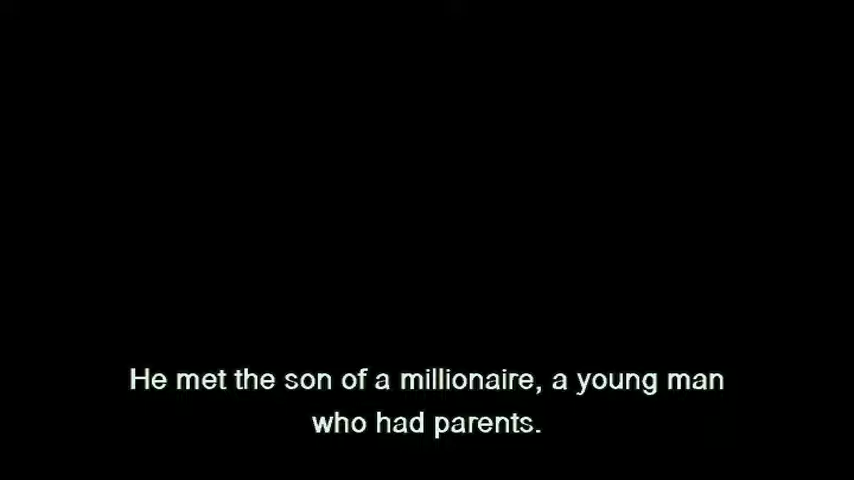 He met the son of a millionaire, a young man
who had parents.